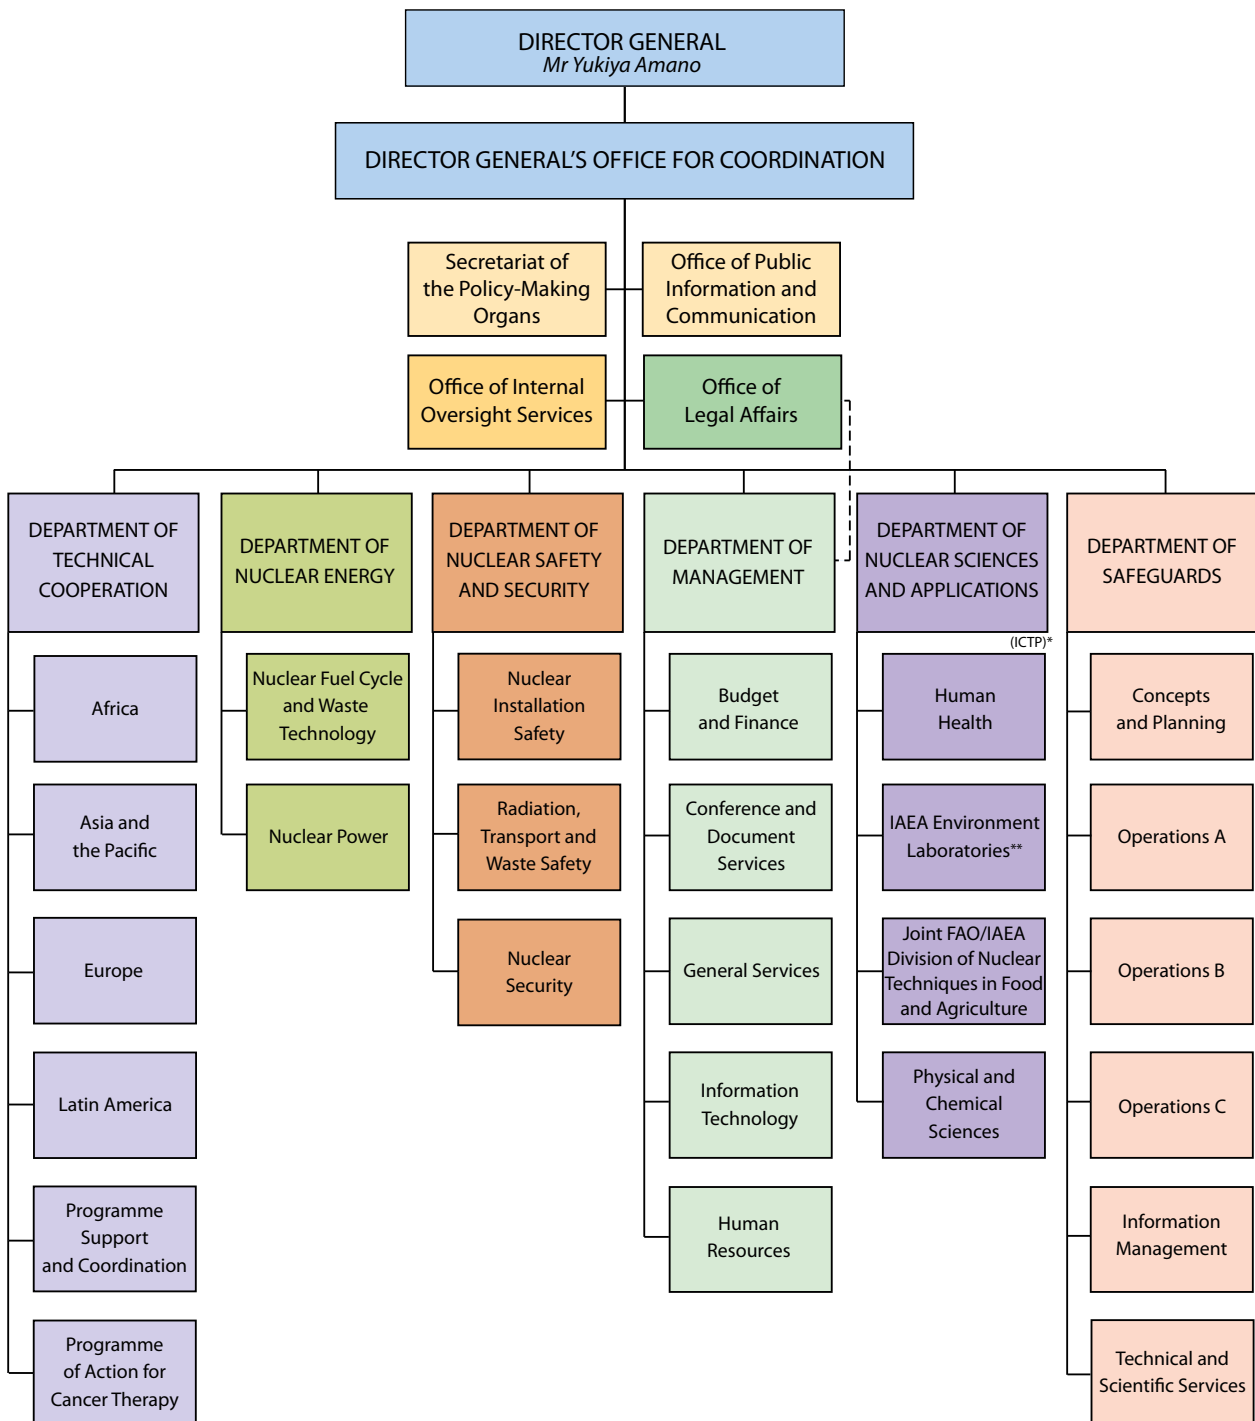 DIRECTOR GENERAL
Mr Yukiya Amano
DIRECTOR GENERAL’S OFFICE FOR COORDINATION
Secretariat of
the Policy-Making
Organs
Office of Public
Information and
Communication
Office of Internal
Oversight Services
Office of
Legal Affairs
DEPARTMENT OF
TECHNICAL
COOPERATION
DEPARTMENT OF
NUCLEAR ENERGY
DEPARTMENT OF
NUCLEAR SAFETY
AND SECURITY
DEPARTMENT OF
MANAGEMENT
DEPARTMENT OF
NUCLEAR SCIENCES
AND APPLICATIONS
(ICTP)*
DEPARTMENT OF
SAFEGUARDS
Africa
Asia and
the Pacific
Europe
Latin America
Programme
Support
and Coordination
Programme
of Action for
Cancer Therapy
Nuclear Fuel Cycle
and Waste
Technology
Nuclear Power
Nuclear
Installation
Safety
Radiation,
Transport and
Waste Safety
Nuclear
Security
Budget
and Finance
Conference and
Document
Services
General Services
Information
Technology
Human
Resources
Human
Health
IAEA Environment
Laboratories**
Joint FAO/IAEA
Division of Nuclear
Techniques in Food
and Agriculture
Physical and
Chemical
Sciences
Concepts
and Planning
Operations A
Operations B
Operations C
Information
Management
Technical and
Scientific Services